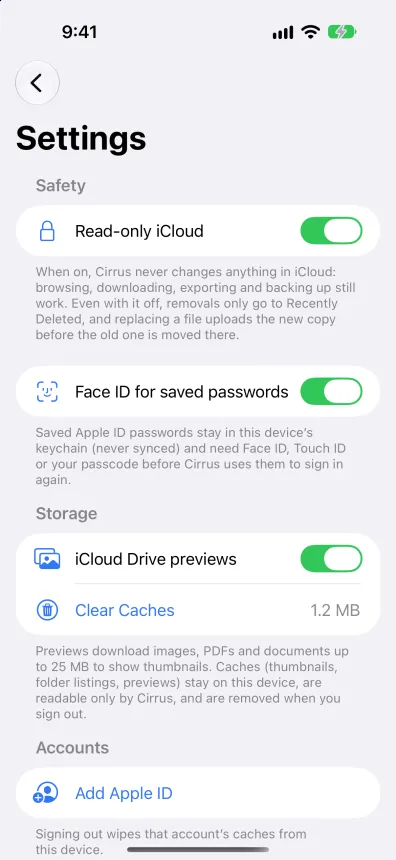 9:41
Settings
Safety
Read-only iCloud
When on, Cirrus never changes anything in iCloud:
browsing, downloading, exporting and backing up still
work. Even with it off, removals only go to Recently
Deleted, and replacing a file uploads the new copy
before the old one is moved there.
Face ID for saved passwords
Saved Apple ID passwords stay in this device’s
keychain (never synced) and need Face ID, Touch ID
or your passcode before Cirrus uses them to sign in
again.
Storage
iCloud Drive previews
Clear Caches 1.2 MB
Previews download images, PDFs and documents up
to 25 MB to show thumbnails. Caches (thumbnails,
folder listings, previews) stay on this device, are
readable only by Cirrus, and are removed when you
sign out.
Accounts
Add Apple ID
Signing out wipes that account’s caches from
this device.